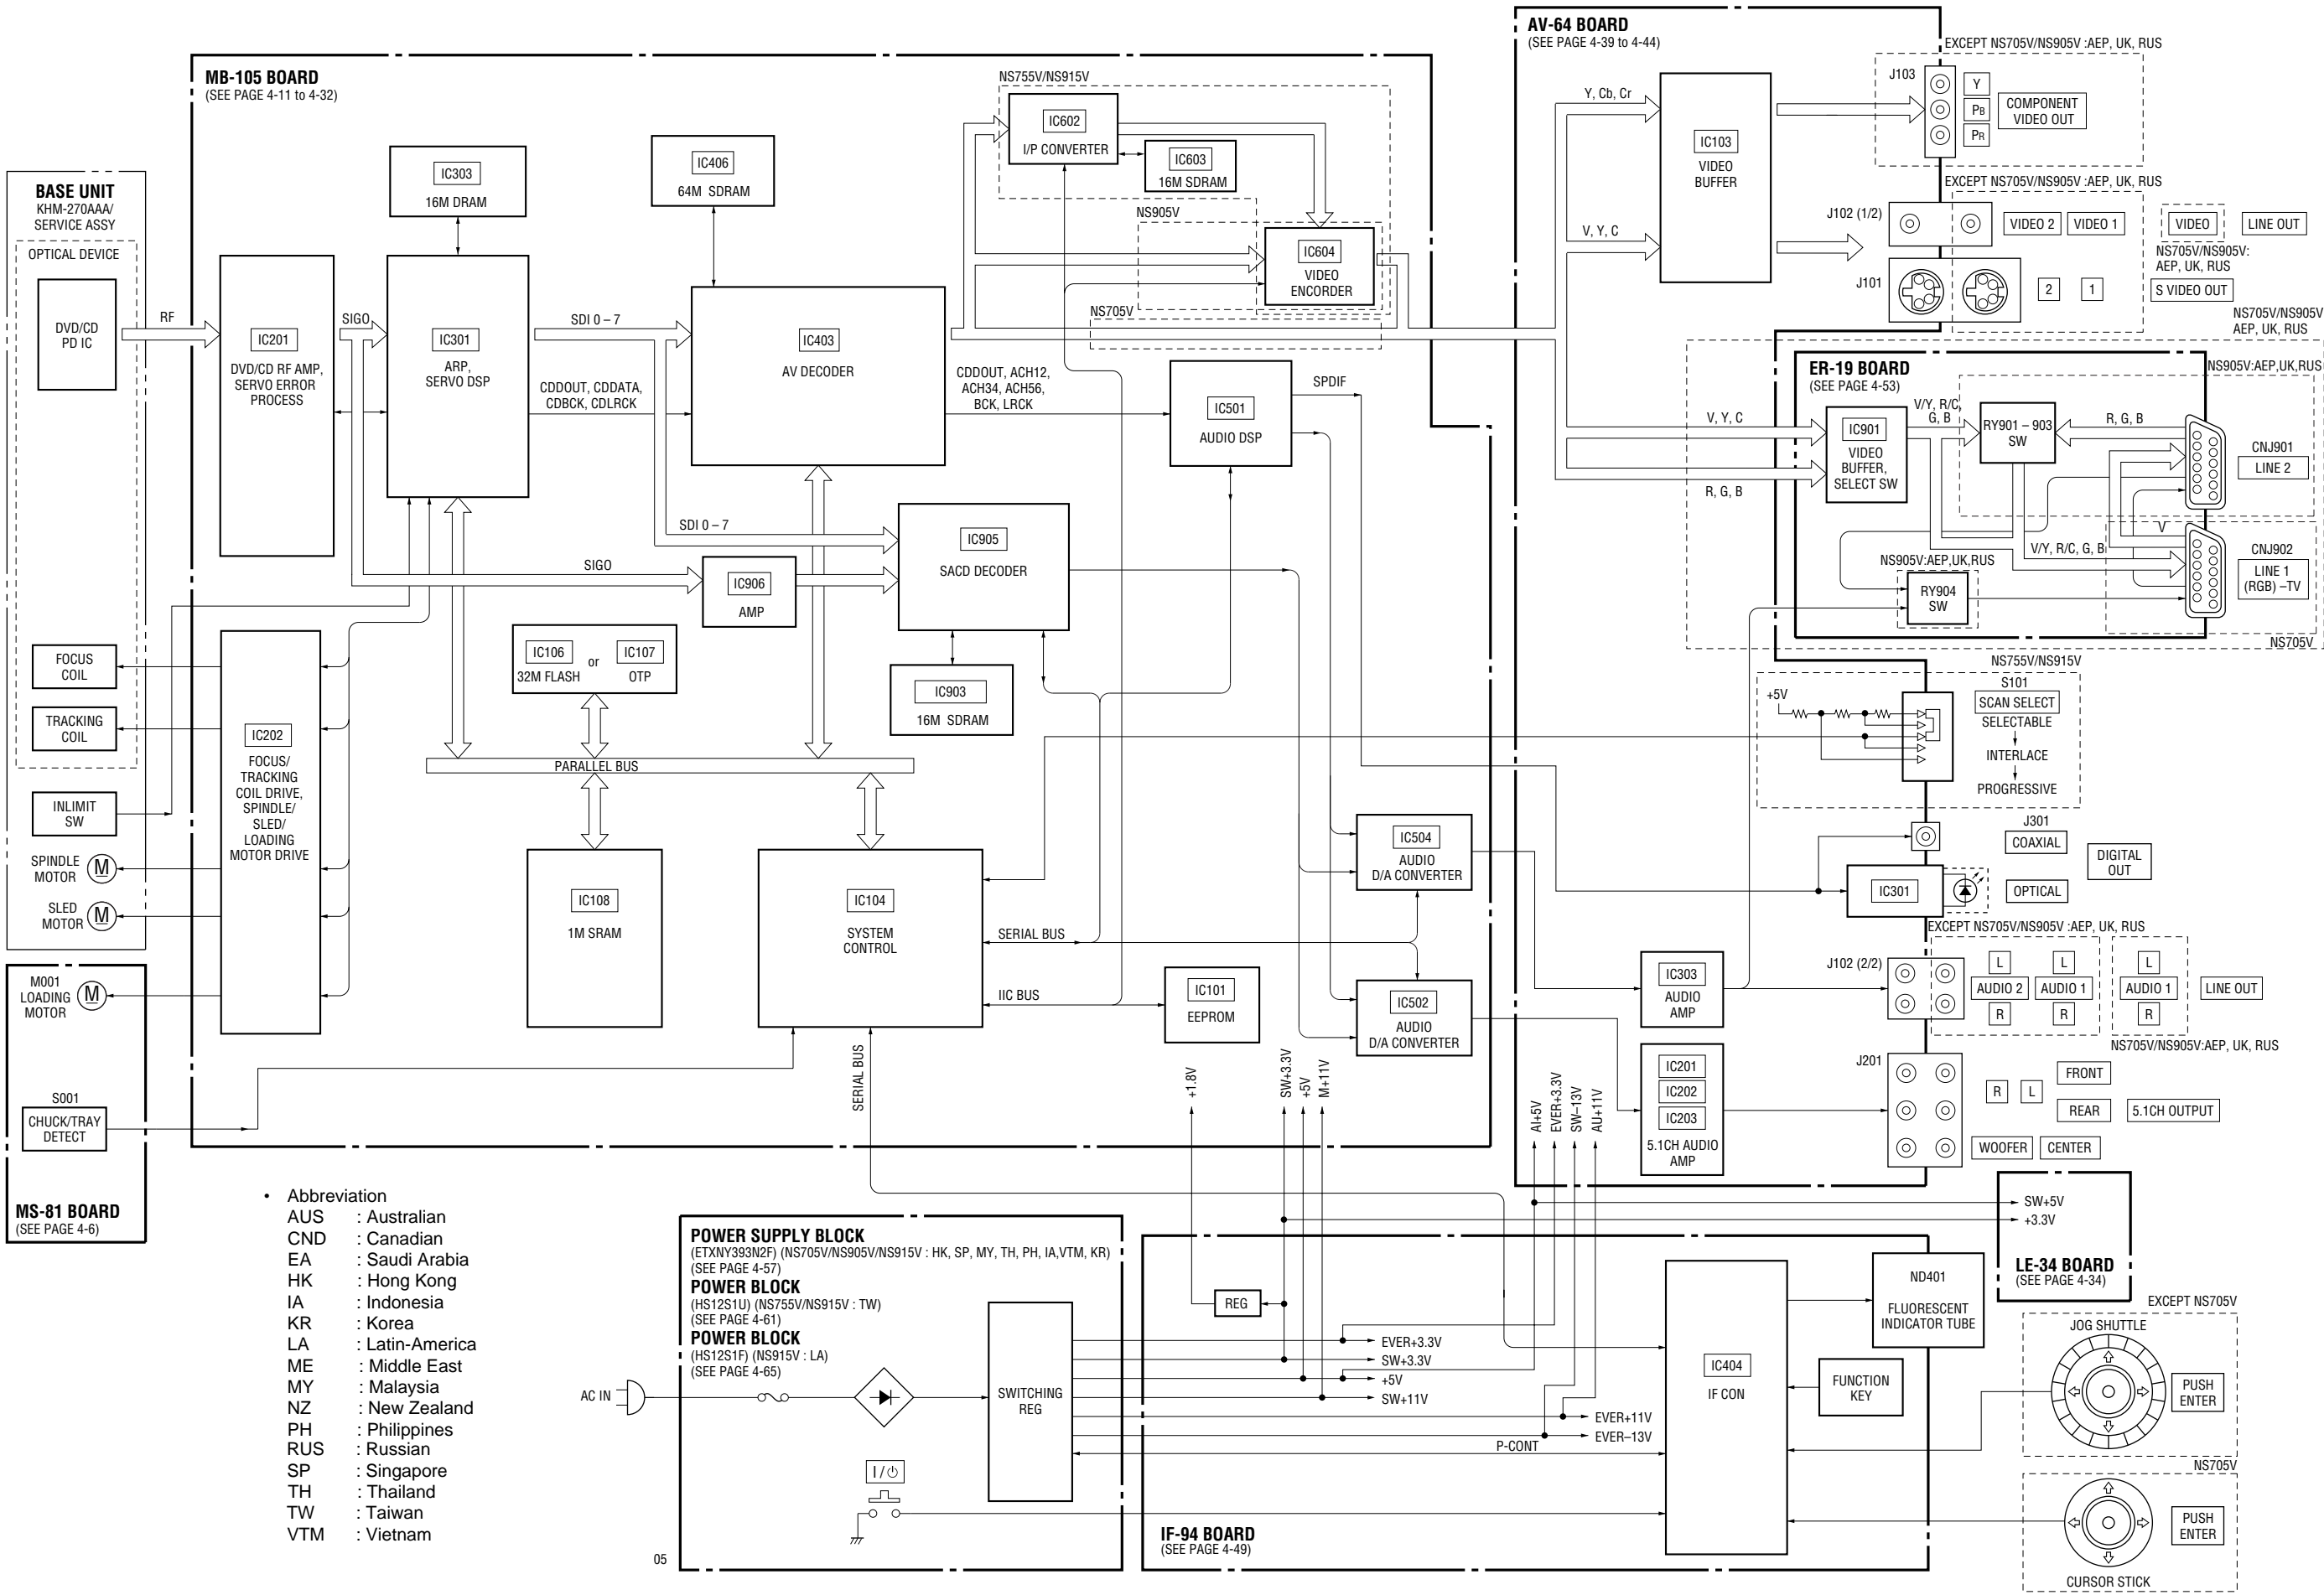 MB-105 BOARD
(SEE PAGE 4-11 to 4-32)
BASE UNIT
KHM-270AAA/
SERVICE ASSY
OPTICAL DEVICE
DVD/CD
PD IC
RF
FOCUS
COIL
TRACKING
COIL
INLIMIT
SW
SPINDLE
MOTOR
M
SLED
MOTOR
M
M001
LOADING
MOTOR
M
S001
CHUCK/TRAY
DETECT
MS-81 BOARD
(SEE PAGE 4-6)
IC201
DVD/CD RF AMP,
SERVO ERROR
PROCESS
SIGO
IC303
16M DRAM
IC301
ARP,
SERVO DSP
SDI 0 – 7
CDDOUT, CDDATA,
CDBCK, CDLRCK
IC406
64M SDRAM
IC403
AV DECODER
CDDOUT, ACH12,
ACH34, ACH56,
BCK, LRCK
NS755V/NS915V
IC602
I/P CONVERTER
IC603
16M SDRAM
NS905V
IC604
VIDEO
ENCORDER
NS705V
IC501
AUDIO DSP
SPDIF
SDI 0 – 7
SIGO
IC906
AMP
IC905
SACD DECODER
IC903
16M SDRAM
IC202
FOCUS/
TRACKING
COIL DRIVE,
SPINDLE/
SLED/
LOADING
MOTOR DRIVE
IC106
32M FLASH
or
IC107
OTP
PARALLEL BUS
IC108
1M SRAM
IC104
SYSTEM
CONTROL
SERIAL BUS
IIC BUS
SERIAL BUS
IC101
EEPROM
IC504
AUDIO
D/A CONVERTER
IC502
AUDIO
D/A CONVERTER
+1.8V
SW+3.3V
+5V
M+11V
AV-64 BOARD
(SEE PAGE 4-39 to 4-44)
Y, Cb, Cr
V, Y, C
IC103
VIDEO
BUFFER
EXCEPT NS705V/NS905V :AEP, UK, RUS
J103
Y
PB
PR
COMPONENT
VIDEO OUT
EXCEPT NS705V/NS905V :AEP, UK, RUS
J102 (1/2)
VIDEO 2
VIDEO 1
VIDEO
LINE OUT
NS705V/NS905V:
AEP, UK, RUS
J101
2
1
S VIDEO OUT
NS705V/NS905V
AEP, UK, RUS
ER-19 BOARD
(SEE PAGE 4-53)
NS905V:AEP,UK,RUS
V, Y, C
R, G, B
IC901
VIDEO
BUFFER,
SELECT SW
V/Y, R/C,
G, B
RY901 – 903
SW
R, G, B
CNJ901
LINE 2
V
V/Y, R/C, G, B
CNJ902
LINE 1
(RGB) –TV
NS905V:AEP,UK,RUS
RY904
SW
NS705V
NS755V/NS915V
+5V
S101
SCAN SELECT
SELECTABLE
INTERLACE
PROGRESSIVE
J301
COAXIAL
DIGITAL
OUT
IC301
OPTICAL
EXCEPT NS705V/NS905V :AEP, UK, RUS
J102 (2/2)
L
AUDIO 2
R
L
AUDIO 1
R
L
AUDIO 1
R
LINE OUT
NS705V/NS905V:AEP, UK, RUS
IC303
AUDIO
AMP
IC201
IC202
IC203
5.1CH AUDIO
AMP
J201
R
L
FRONT
REAR
5.1CH OUTPUT
WOOFER
CENTER
AI+5V
EVER+3.3V
SW–13V
AU+11V
SW+5V
+3.3V
LE-34 BOARD
(SEE PAGE 4-34)
• Abbreviation
AUS : Australian
CND : Canadian
EA : Saudi Arabia
HK : Hong Kong
IA : Indonesia
KR : Korea
LA : Latin-America
ME : Middle East
MY : Malaysia
NZ : New Zealand
PH : Philippines
RUS : Russian
SP : Singapore
TH : Thailand
TW : Taiwan
VTM : Vietnam
05
POWER SUPPLY BLOCK
(ETXNY393N2F) (NS705V/NS905V/NS915V : HK, SP, MY, TH, PH, IA,VTM, KR)
(SEE PAGE 4-57)
POWER BLOCK
(HS12S1U) (NS755V/NS915V : TW)
(SEE PAGE 4-61)
POWER BLOCK
(HS12S1F) (NS915V : LA)
(SEE PAGE 4-65)
AC IN
SWITCHING
REG
I / ⏻
REG
EVER+3.3V
SW+3.3V
+5V
SW+11V
EVER+11V
EVER–13V
P-CONT
IF-94 BOARD
(SEE PAGE 4-49)
IC404
IF CON
ND401
FLUORESCENT
INDICATOR TUBE
FUNCTION
KEY
EXCEPT NS705V
JOG SHUTTLE
PUSH
ENTER
NS705V
PUSH
ENTER
CURSOR STICK